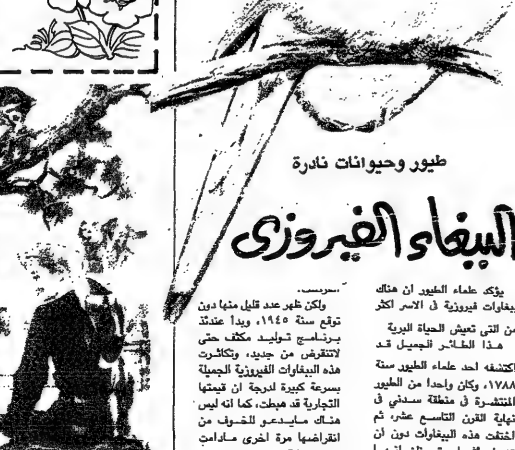 طيور وحيوانات نادرة
الببغاء الفيروزى
يؤكد علماء الطيور ان هناك
ببغاوات فيروزية فى الاسر اكثر
من التى تعيش الحياة البرية
هذا الطائر الجميل قد
اكتشفه احد علماء الطيور سنة
١٧٨٨، وكان واحدا من الطيور
المنتشرة فى منطقة سدنى فى
نهاية القرن التاسع عشر، ثم
اختفت هذه الببغاوات دون أن
ولكن ظهر عدد قليل منها دون
توقع سنة ١٩٤٥، وبدأ عندئذ
برنامج توليد مكثف حتى
لاتنقرض من جديد، وتكاثرت
هذه الببغاوات الفيروزية الجميلة
بسرعة كبيرة لدرجة ان قيمتها
التجارية قد هبطت، كما انه ليس
هناك مايدعو للخوف من
انقراضها مرة اخرى مادامت